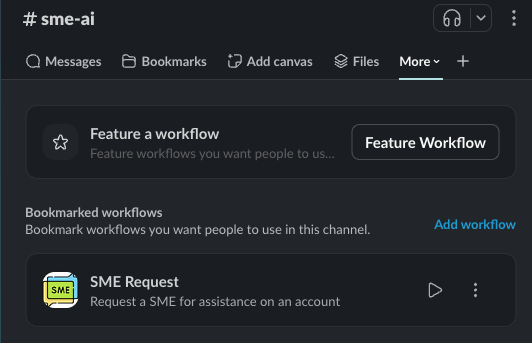 # sme-ai
Messages Bookmarks Add canvas Files More
Feature a workflow
Feature workflows you want people to us...
Feature Workflow
Bookmarked workflows
Bookmark workflows you want people to use in this channel.
Add workflow
SME
SME Request
Request a SME for assistance on an account